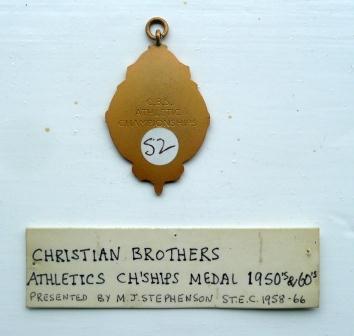 C.B.S.
ATHLETIC
CHAMPIONSHIPS
52
CHRISTIAN BROTHERS
ATHLETICS CH'SHIPS MEDAL 1950'S & 60'S
PRESENTED BY M.J. STEPHENSON ST.E.C. 1958-66